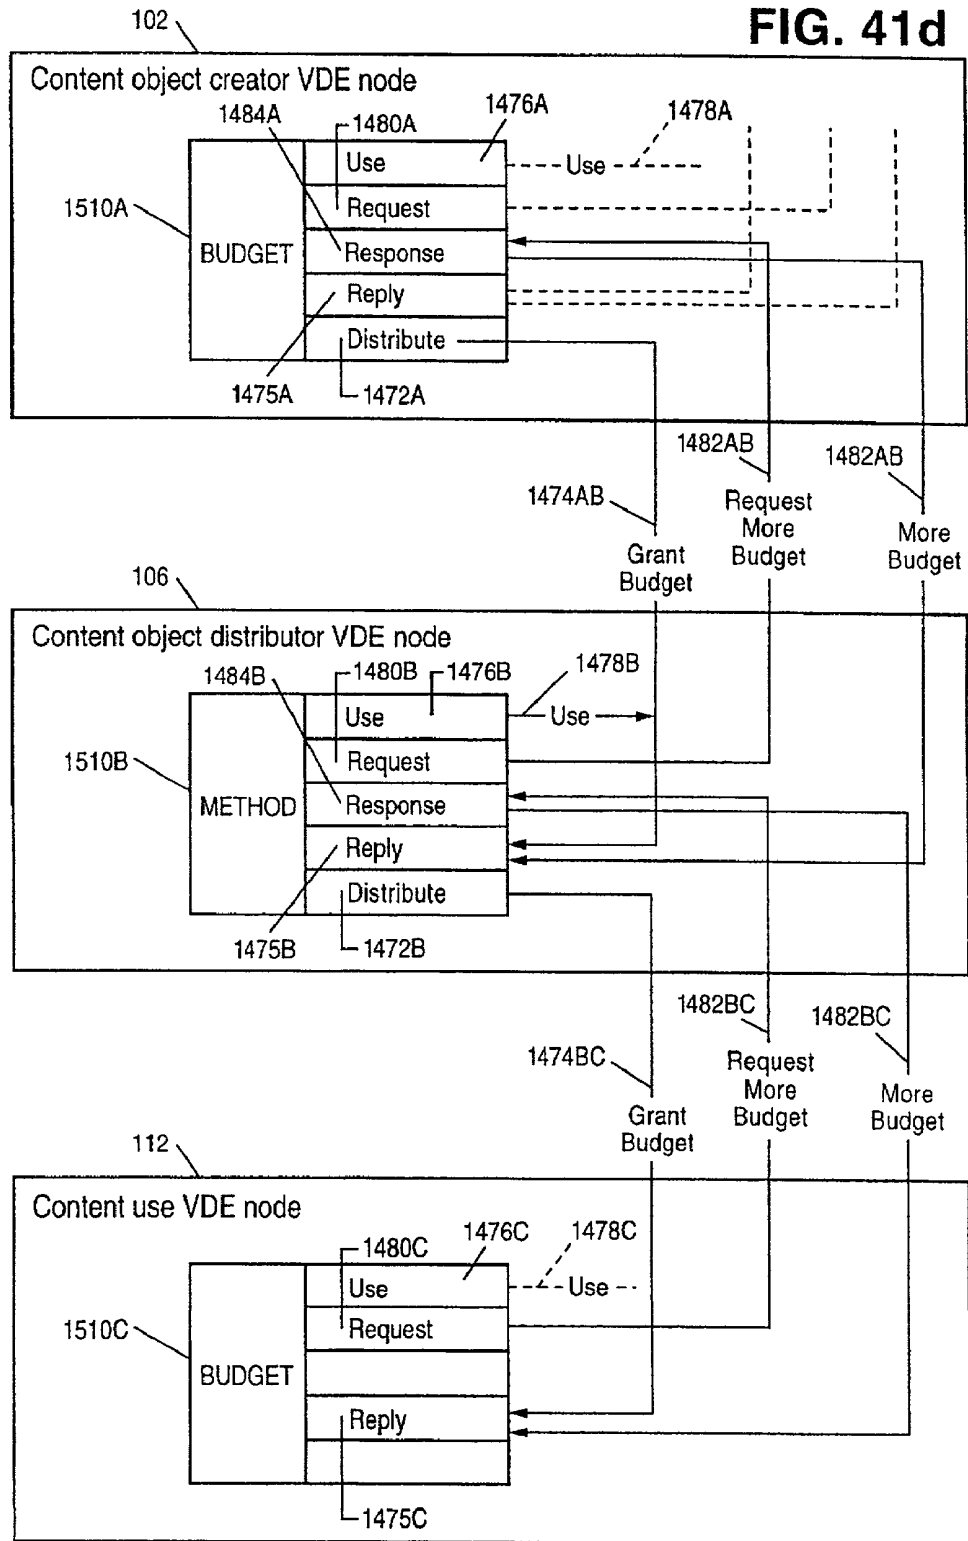 FIG. 41d
102
Content object creator VDE node
1484A
1480A
1476A
1478A
Use
Use
1510A
Request
BUDGET
Response
Reply
Distribute
1475A
1472A
1482AB
1482AB
1474AB
Request
More
Budget
More
Budget
Grant
Budget
106
Content object distributor VDE node
1484B
1480B
1476B
1478B
Use
Use
1510B
Request
METHOD
Response
Reply
Distribute
1475B
1472B
1482BC
1482BC
1474BC
Request
More
Budget
More
Budget
Grant
Budget
112
Content use VDE node
1480C
1476C
1478C
Use
Use
1510C
Request
BUDGET
Reply
1475C